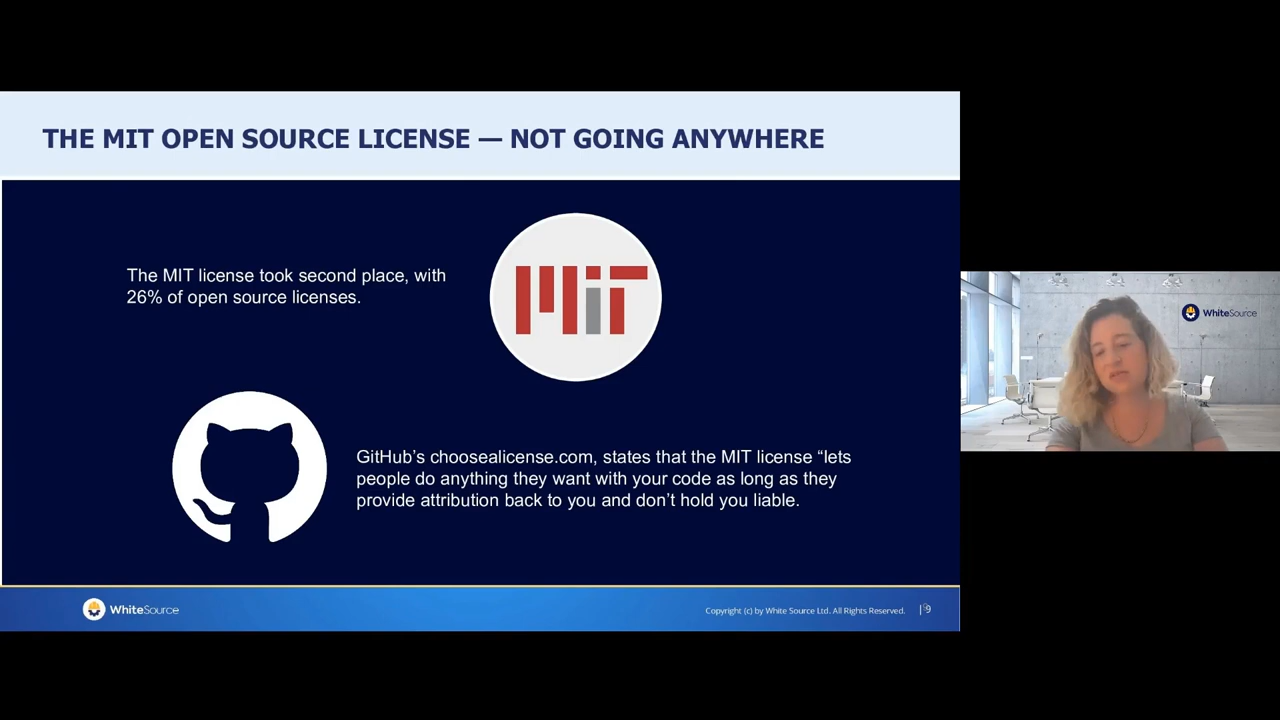 THE MIT OPEN SOURCE LICENSE — NOT GOING ANYWHERE
The MIT license took second place, with
26% of open source licenses.
MiT
GitHub’s choosealicense.com, states that the MIT license “lets
people do anything they want with your code as long as they
provide attribution back to you and don’t hold you liable.
WhiteSource
Copyright (c) by White Source Ltd. All Rights Reserved. |9
WhiteSource